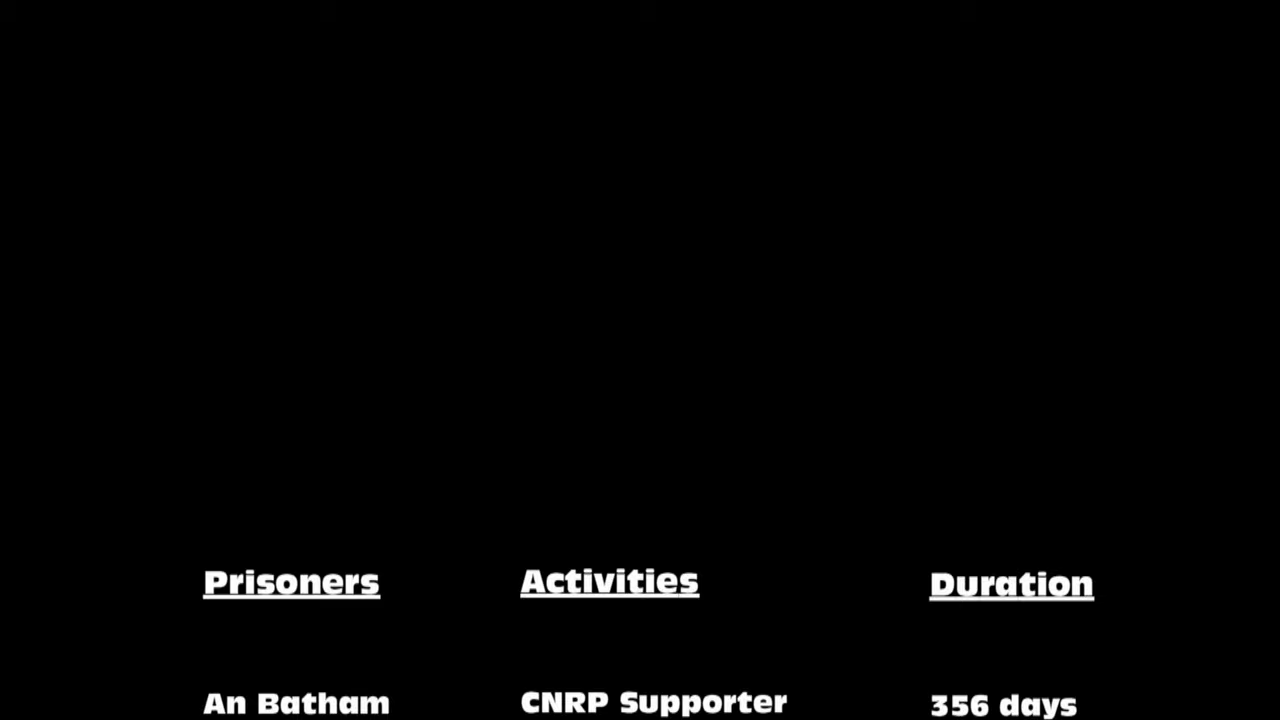 Prisoners Activities Duration
An Batham CNRP Supporter 356 days